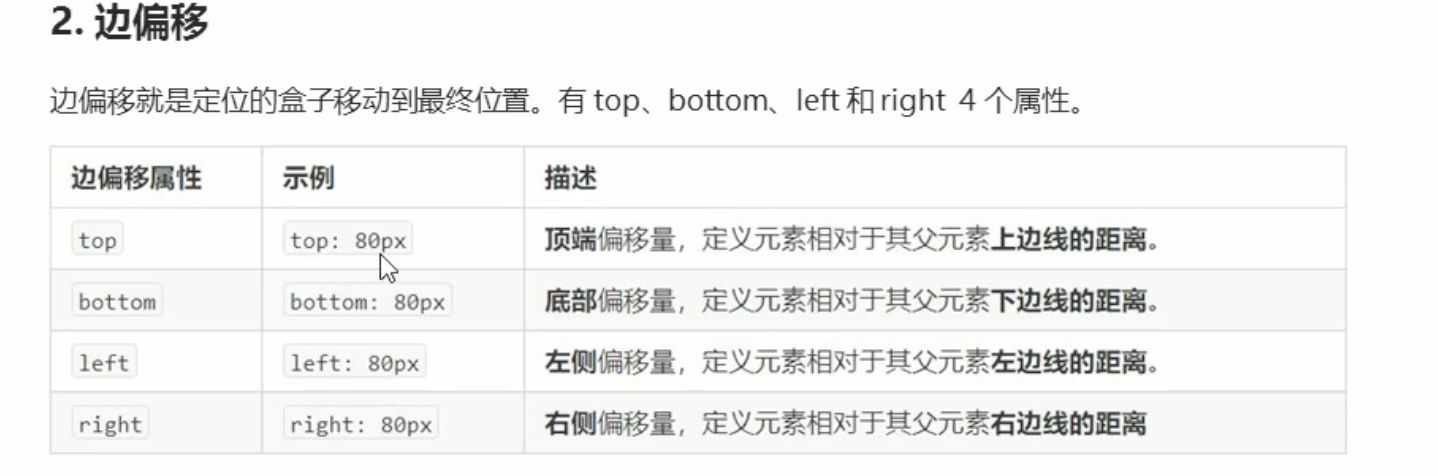 2. 边偏移
边偏移就是定位的盒子移动到最终位置。有 top、bottom、left 和 right 4 个属性。
边偏移属性 示例 描述
top top: 80px 顶端偏移量，定义元素相对于其父元素上边线的距离。
bottom bottom: 80px 底部偏移量，定义元素相对于其父元素下边线的距离。
left left: 80px 左侧偏移量，定义元素相对于其父元素左边线的距离。
right right: 80px 右侧偏移量，定义元素相对于其父元素右边线的距离